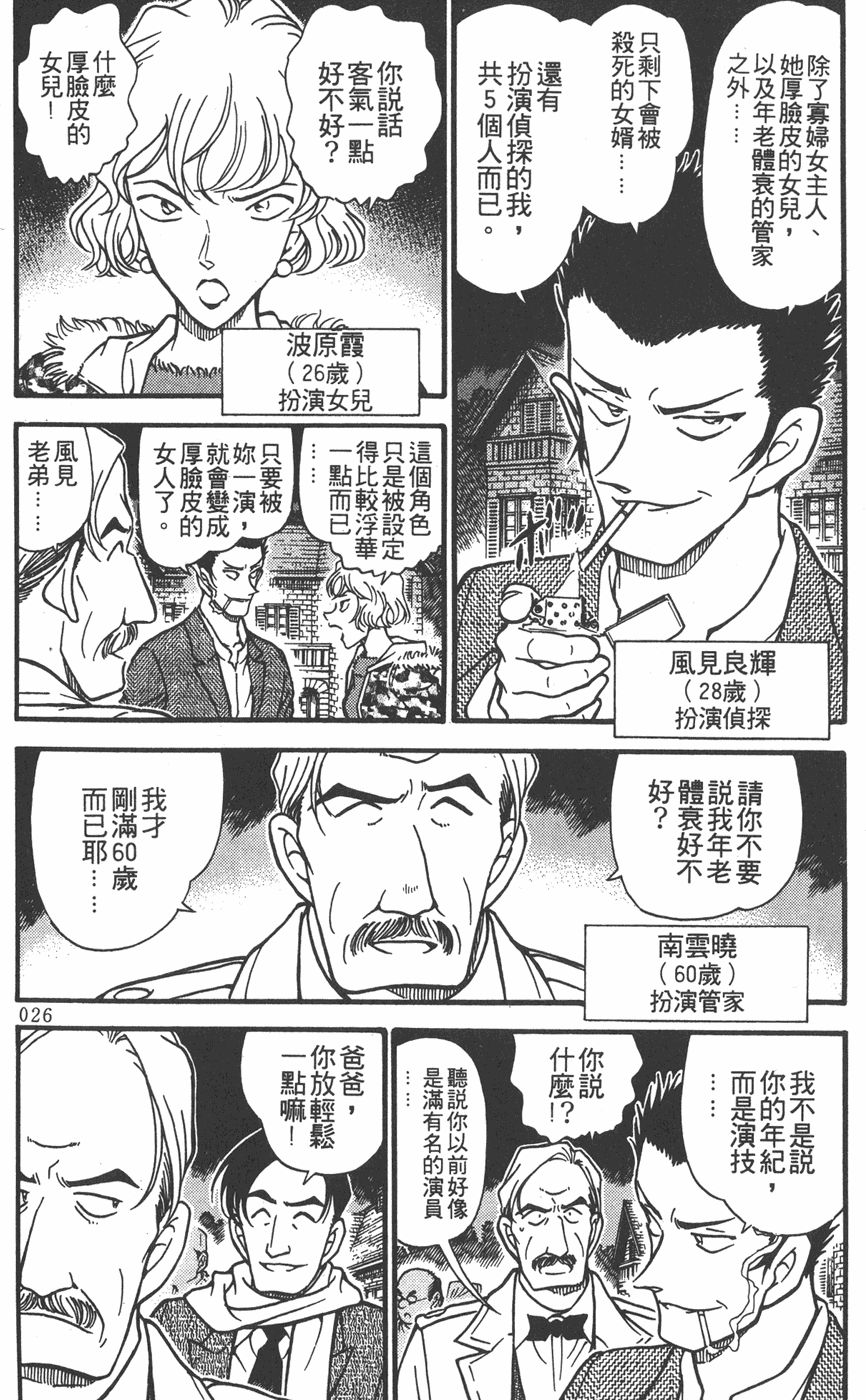 除了寡婦女主人、
她厚臉皮的女兒，
以及年老體衰的管家
之外……
只剩下會被
殺死的女婿……
還有
扮演偵探的我，
共5個人而已。
風見良輝
（28歲）
扮演偵探
你說話
客氣一點
好不好？
什麼
厚臉皮的
女兒！
波原霞
（26歲）
扮演女兒
這個角色
只是被設定
得比較浮華
一點而已
……
只要被
妳一演，
就會變成
厚臉皮的
女人了。
風見
老弟……
請你不要
說我年老
體衰好不
好？
我才
剛滿60歲
而已耶……
南雲曉
（60歲）
扮演管家
026
我不是說
你的年紀，
而是演技
……
你說
什麼!?
聽說你以前好像
是滿有名的演員
……
爸爸，
你放輕鬆
一點嘛！